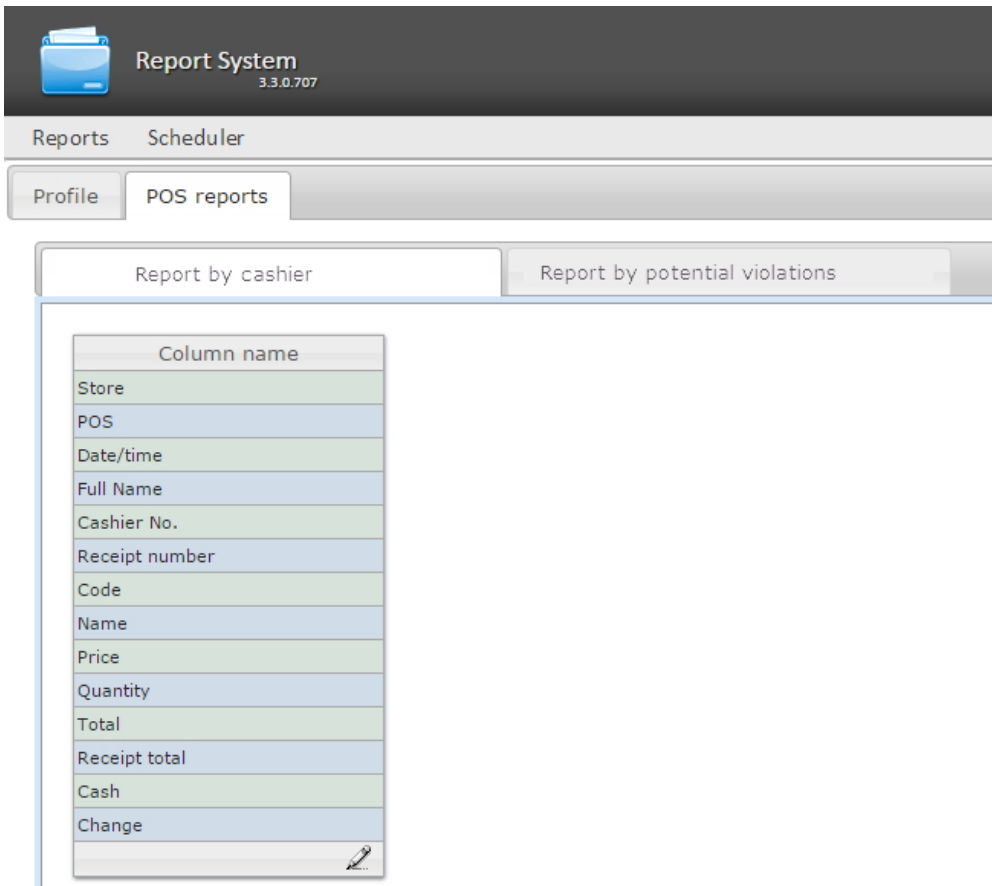 Report System
3.3.0.707
Reports Scheduler
Profile POS reports
Report by cashier Report by potential violations
Column name
Store
POS
Date/time
Full Name
Cashier No.
Receipt number
Code
Name
Price
Quantity
Total
Receipt total
Cash
Change